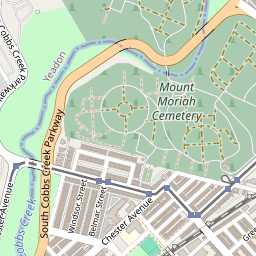 Cobbs Creek
Parkway
Yeadon
Mount
Moriah
Cemetery
South Cobbs Creek Parkway
Windsor Street
Belmar Street
Chester Avenue
Cobbs Creek